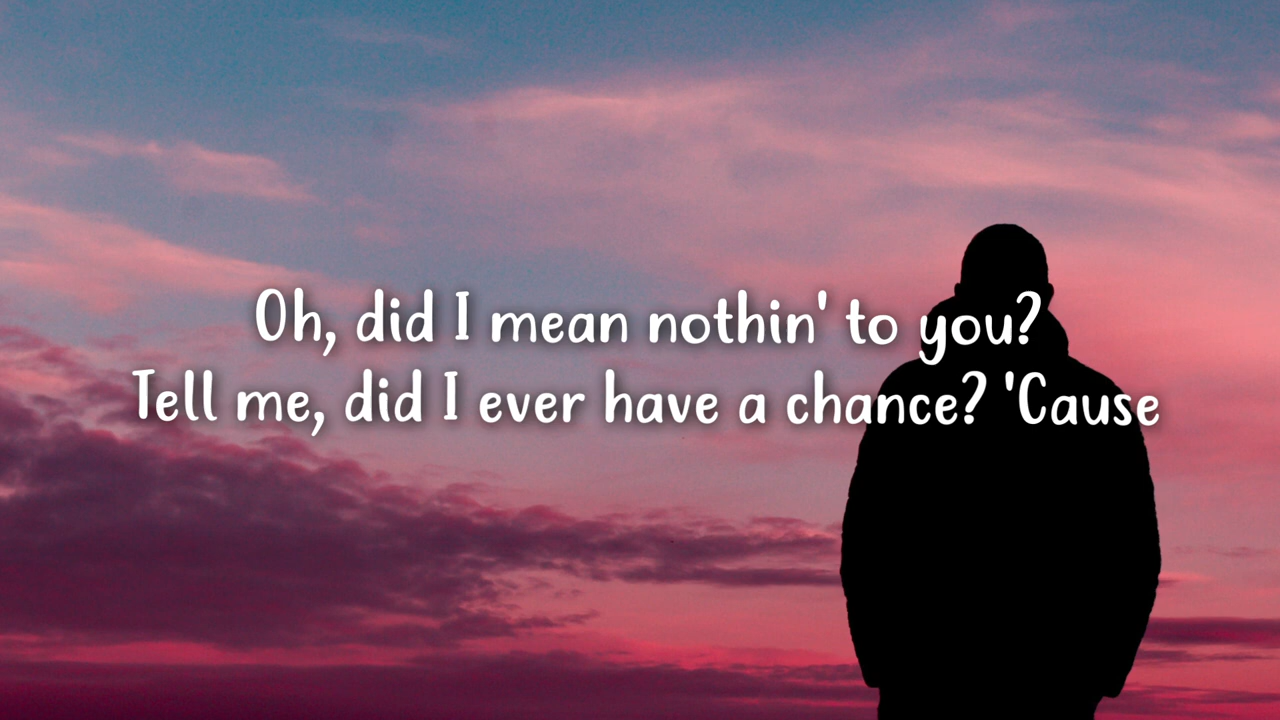 Oh, did I mean nothin' to you?
Tell me, did I ever have a chance? 'Cause